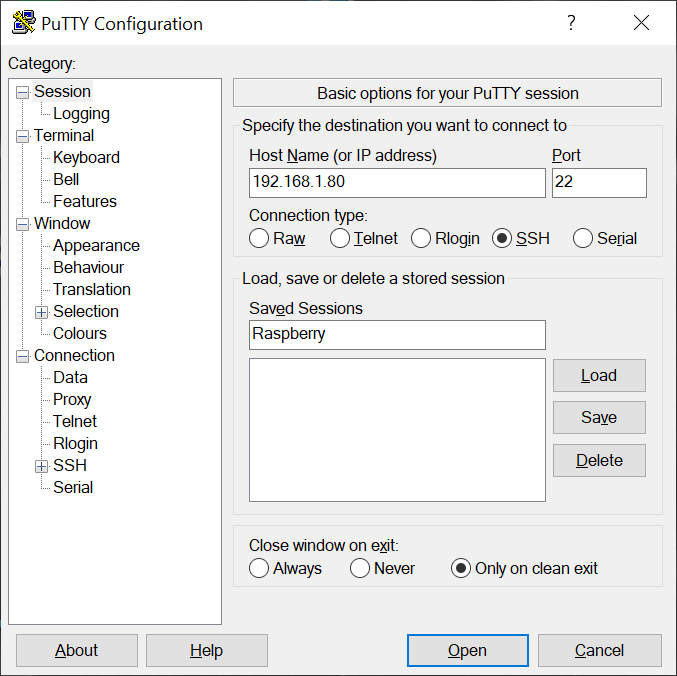 PuTTY Configuration
?
Category:
Session
Logging
Terminal
Keyboard
Bell
Features
Window
Appearance
Behaviour
Translation
Selection
Colours
Connection
Data
Proxy
Telnet
Rlogin
SSH
Serial
Basic options for your PuTTY session
Specify the destination you want to connect to
Host Name (or IP address) Port
192.168.1.80 22
Connection type:
Raw Telnet Rlogin SSH Serial
Load, save or delete a stored session
Saved Sessions
Raspberry
Load
Save
Delete
Close window on exit:
Always Never Only on clean exit
About Help Open Cancel